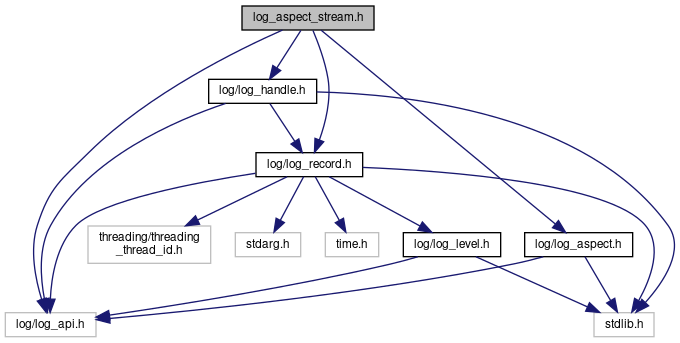 log_aspect_stream.h
log/log_handle.h
log/log_record.h
threading/threading
_thread_id.h
stdarg.h
time.h
log/log_level.h
log/log_aspect.h
log/log_api.h
stdlib.h